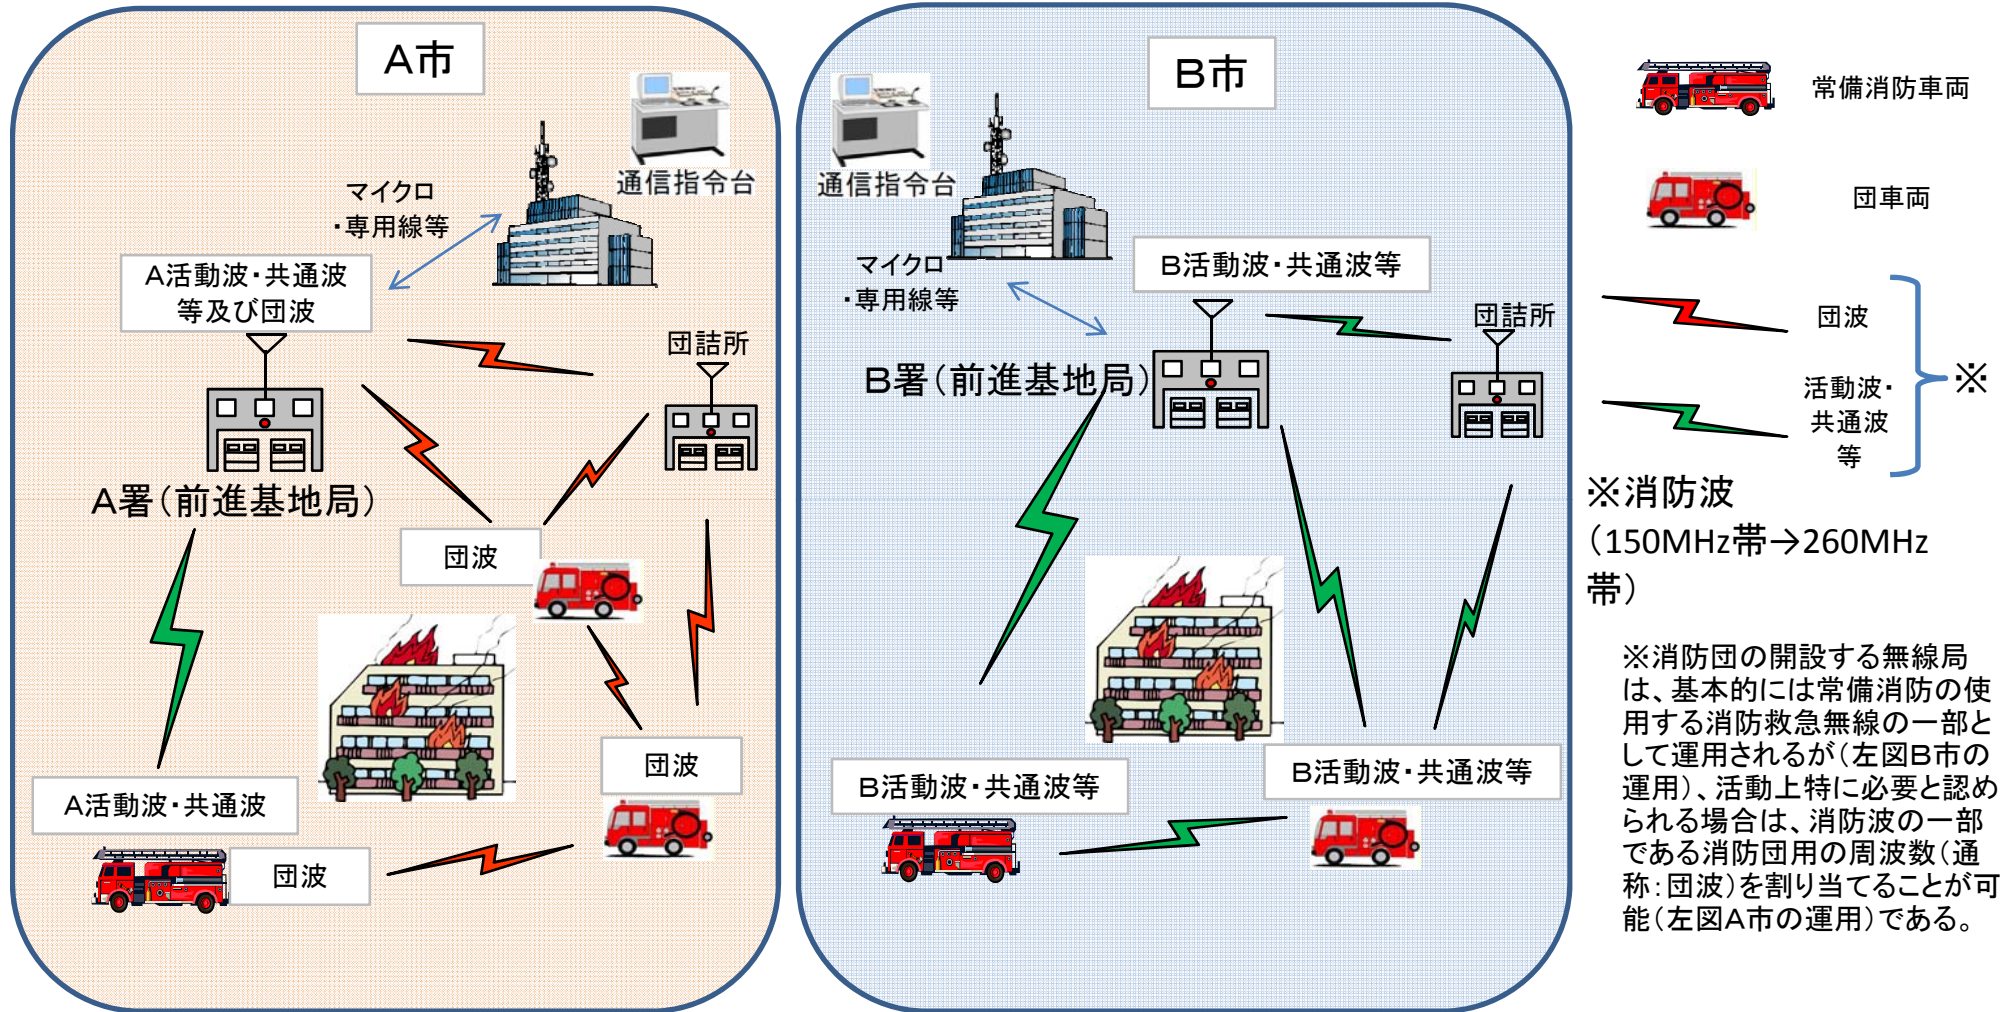 A市
通信指令台
マイクロ
・専用線等
A活動波・共通波
等及び団波
団詰所
A署（前進基地局）
団波
団波
A活動波・共通波
団波
B市
通信指令台
マイクロ
・専用線等
B活動波・共通波等
団詰所
B署（前進基地局）
B活動波・共通波等
B活動波・共通波等
常備消防車両
団車両
団波
活動波・
共通波
等
※
※消防波
（150MHz帯→260MHz
帯）
※消防団の開設する無線局
は、基本的には常備消防の使
用する消防救急無線の一部と
して運用されるが（左図B市の
運用）、活動上特に必要と認め
られる場合は、消防波の一部
である消防団用の周波数（通
称：団波）を割り当てることが可
能（左図A市の運用）である。